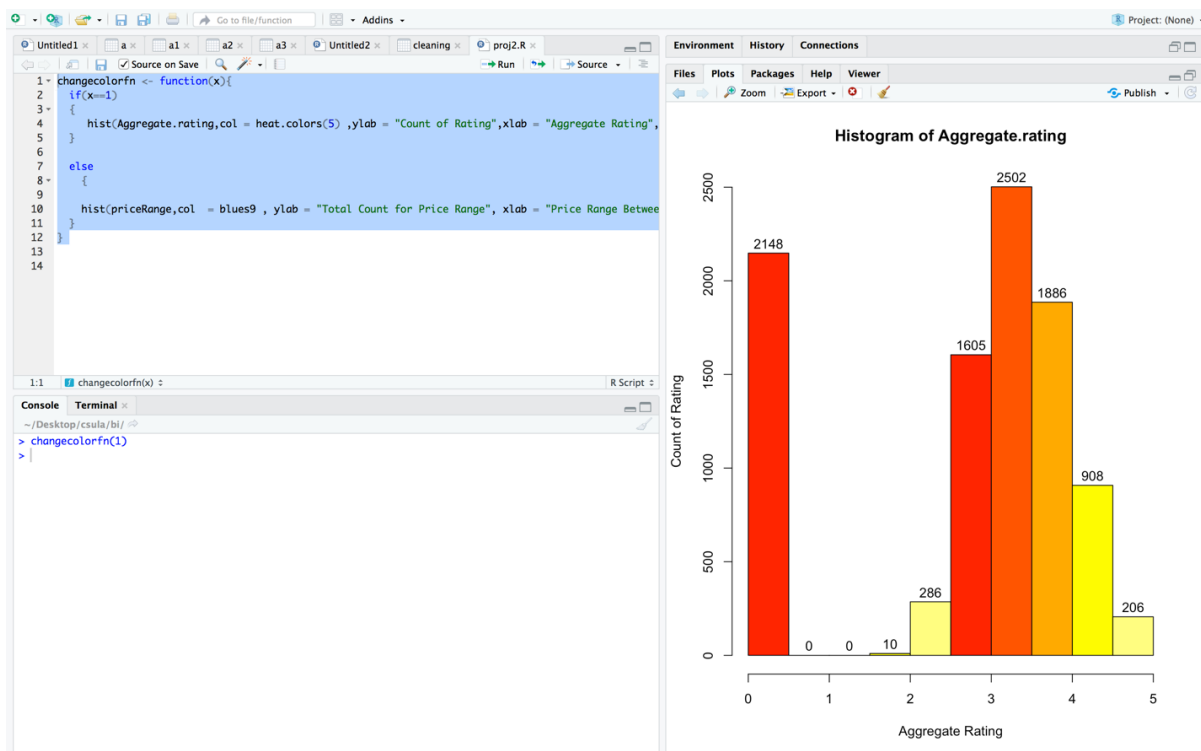 Go to file/function
Addins
Project: (None)
Untitled1
a
a1
a2
a3
Untitled2
cleaning
proj2.R
Source on Save
Run
Source
1 changecolorfn <- function(x){
2 if(x==1)
3 {
4 hist(Aggregate.rating,col = heat.colors(5) ,ylab = "Count of Rating",xlab = "Aggregate Rating",
5 }
6
7 else
8 {
9
10 hist(priceRange,col = blues9 , ylab = "Total Count for Price Range", xlab = "Price Range Betwee
11 }
12 }
13
14
1:1 changecolorfn(x) R Script
Console Terminal
~/Desktop/csula/bi/
> changecolorfn(1)
>
Environment History Connections
Files Plots Packages Help Viewer
Zoom Export Publish
Histogram of Aggregate.rating
Count of Rating
0
500
1000
1500
2000
2500
2148
0
0
10
286
1605
2502
1886
908
206
0 1 2 3 4 5
Aggregate Rating